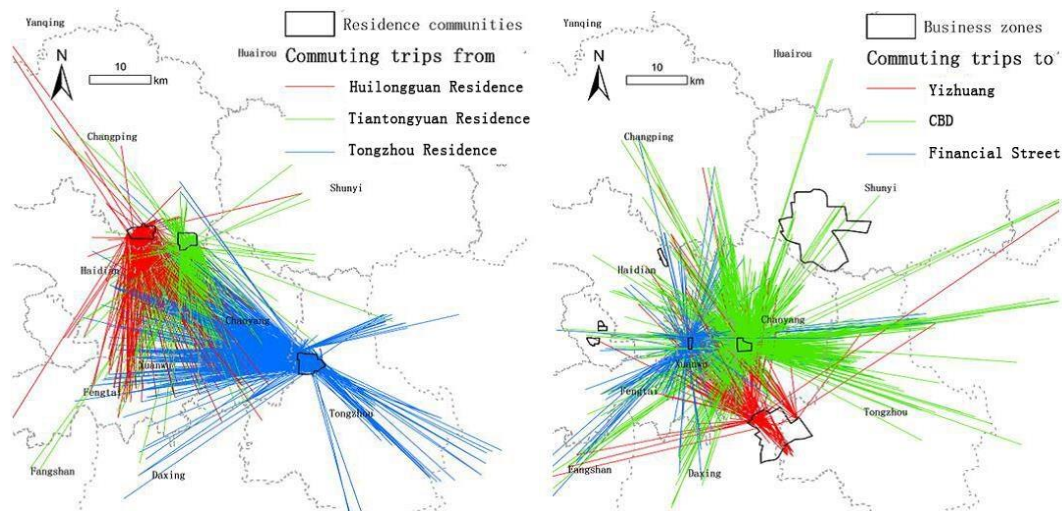 Yanqing
Residence communities
Huairou
Commuting trips from
N
10
km
Huilongguan Residence
Changping
Tiantongyuan Residence
Tongzhou Residence
Shunyi
Haidian
Chaoyang
Xuanwu
Fengtai
Tongzhou
Fangshan
Daxing
Yanqing
Business zones
Huairou
Commuting trips to
N
10
km
Yizhuang
Changping
CBD
Financial Street
Shunyi
Haidian
Chaoyang
Xuanwu
Fengtai
Tongzhou
Fangshan
Daxing